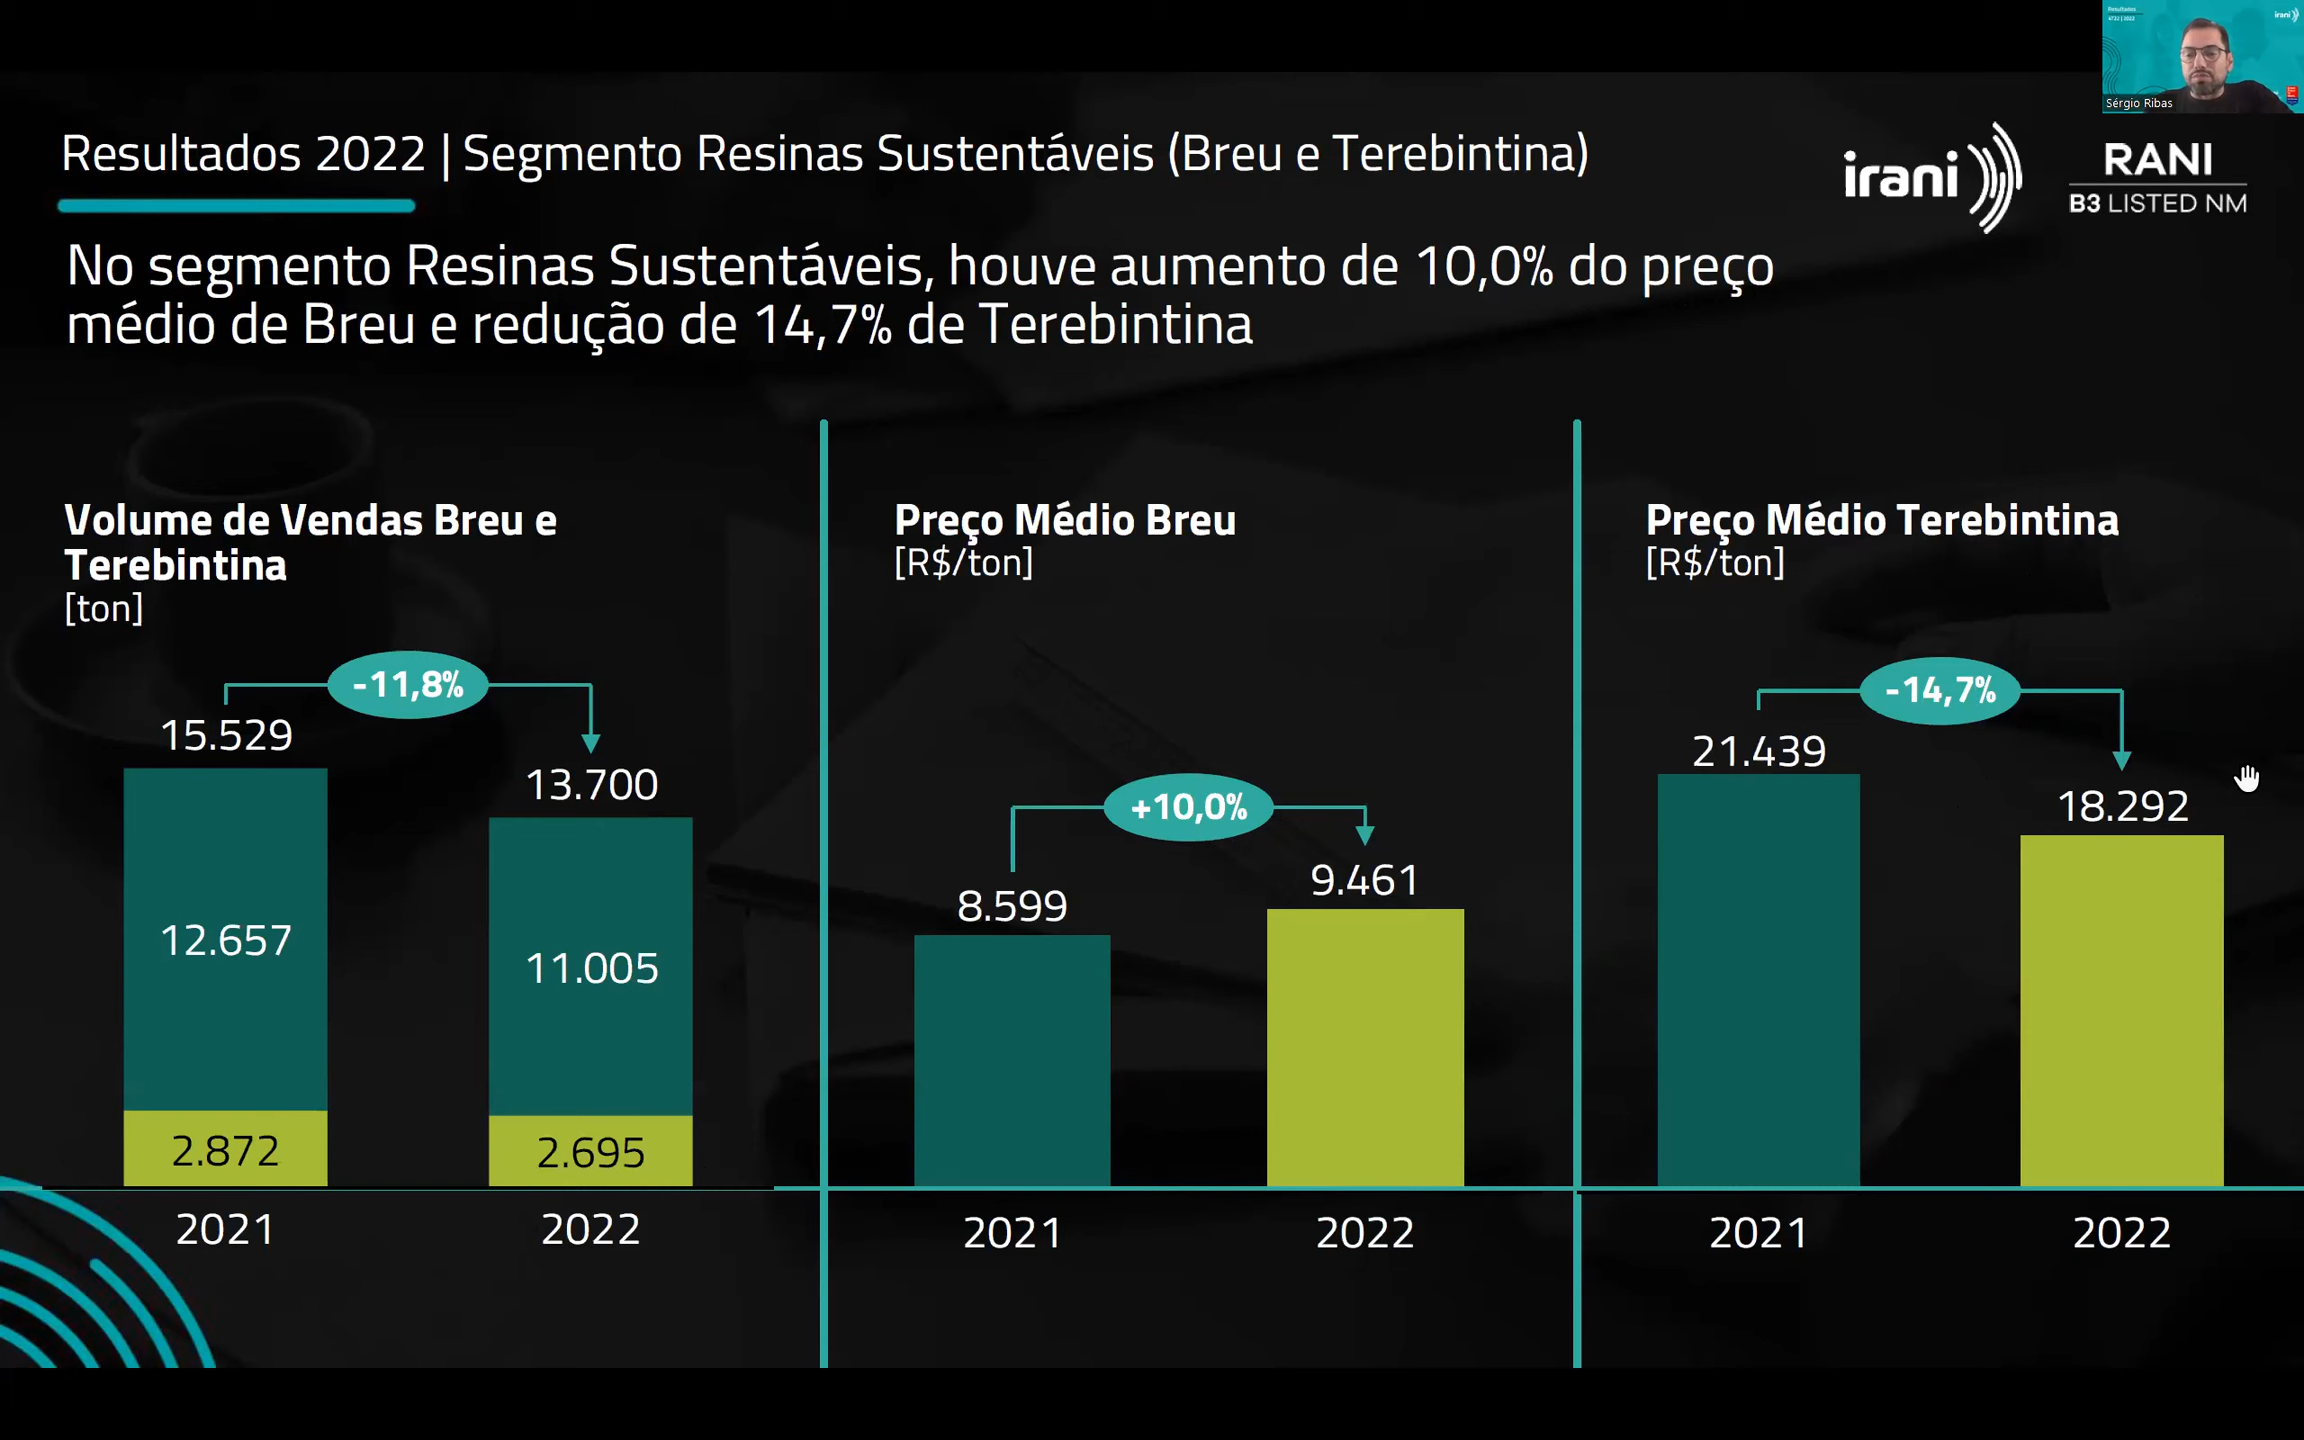 Resultados
4T22 | 2022
irani
Sérgio Ribas
Resultados 2022 | Segmento Resinas Sustentáveis (Breu e Terebintina)
irani
RANI
B3 LISTED NM
No segmento Resinas Sustentáveis, houve aumento de 10,0% do preço
médio de Breu e redução de 14,7% de Terebintina
Volume de Vendas Breu e
Terebintina
[ton]
-11,8%
15.529
13.700
12.657
11.005
2.872
2.695
2021
2022
Preço Médio Breu
[R$/ton]
+10,0%
8.599
9.461
2021
2022
Preço Médio Terebintina
[R$/ton]
-14,7%
21.439
18.292
2021
2022